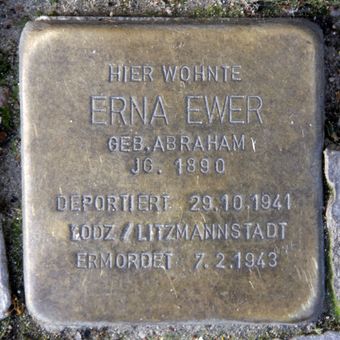 HIER WOHNTE
ERNA EWER
GEB. ABRAHAM
JG. 1890
DEPORTIERT 29.10.1941
LODZ / LITZMANNSTADT
ERMORDET 7.2.1943